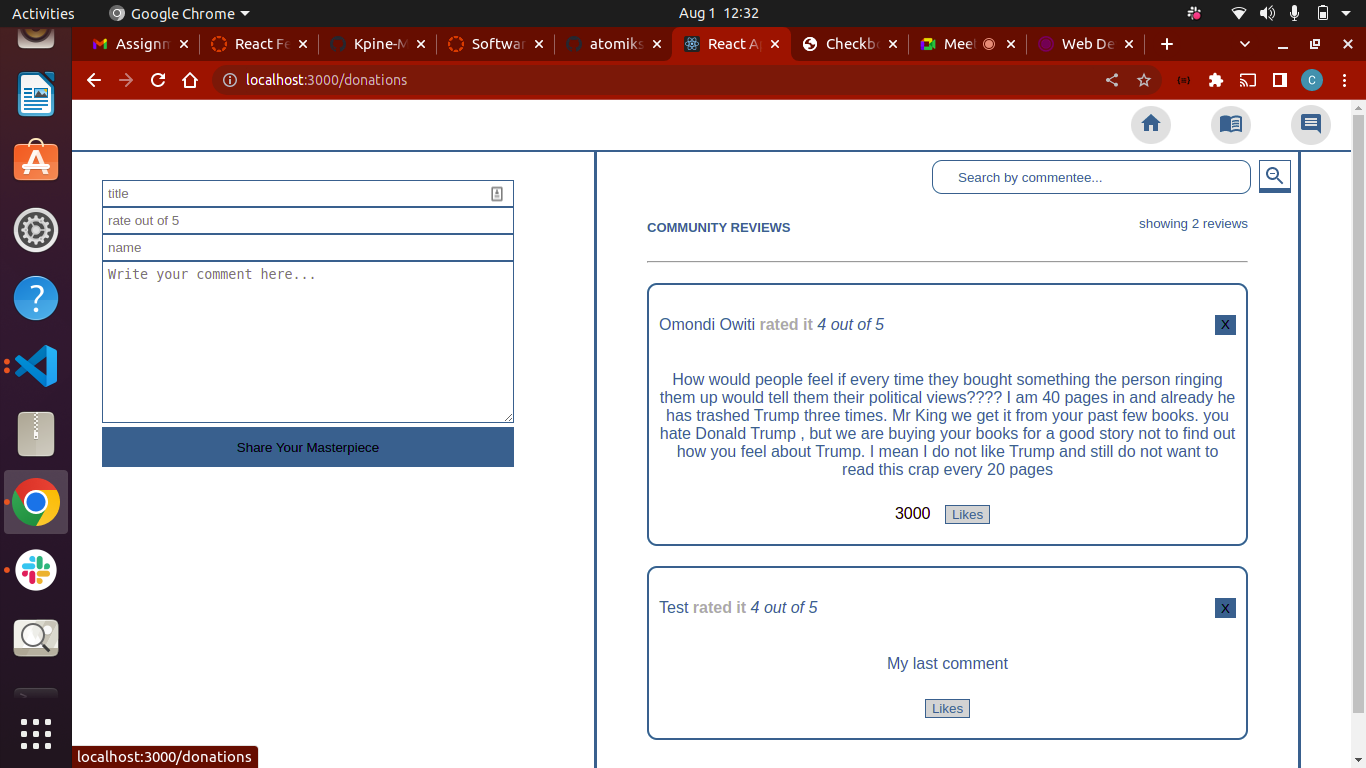 Activities
Google Chrome
Aug 1 12:32
Assignm
React Fe
Kpine-M
Softwar
atomiks
React Ap
Checkbo
Meet
Web De
localhost:3000/donations
C
title
rate out of 5
name
Write your comment here...
Share Your Masterpiece
Search by commentee...
COMMUNITY REVIEWS
showing 2 reviews
Omondi Owiti rated it 4 out of 5
X
How would people feel if every time they bought something the person ringing
them up would tell them their political views???? I am 40 pages in and already he
has trashed Trump three times. Mr King we get it from your past few books. you
hate Donald Trump , but we are buying your books for a good story not to find out
how you feel about Trump. I mean I do not like Trump and still do not want to
read this crap every 20 pages
3000 Likes
Test rated it 4 out of 5
X
My last comment
Likes
localhost:3000/donations